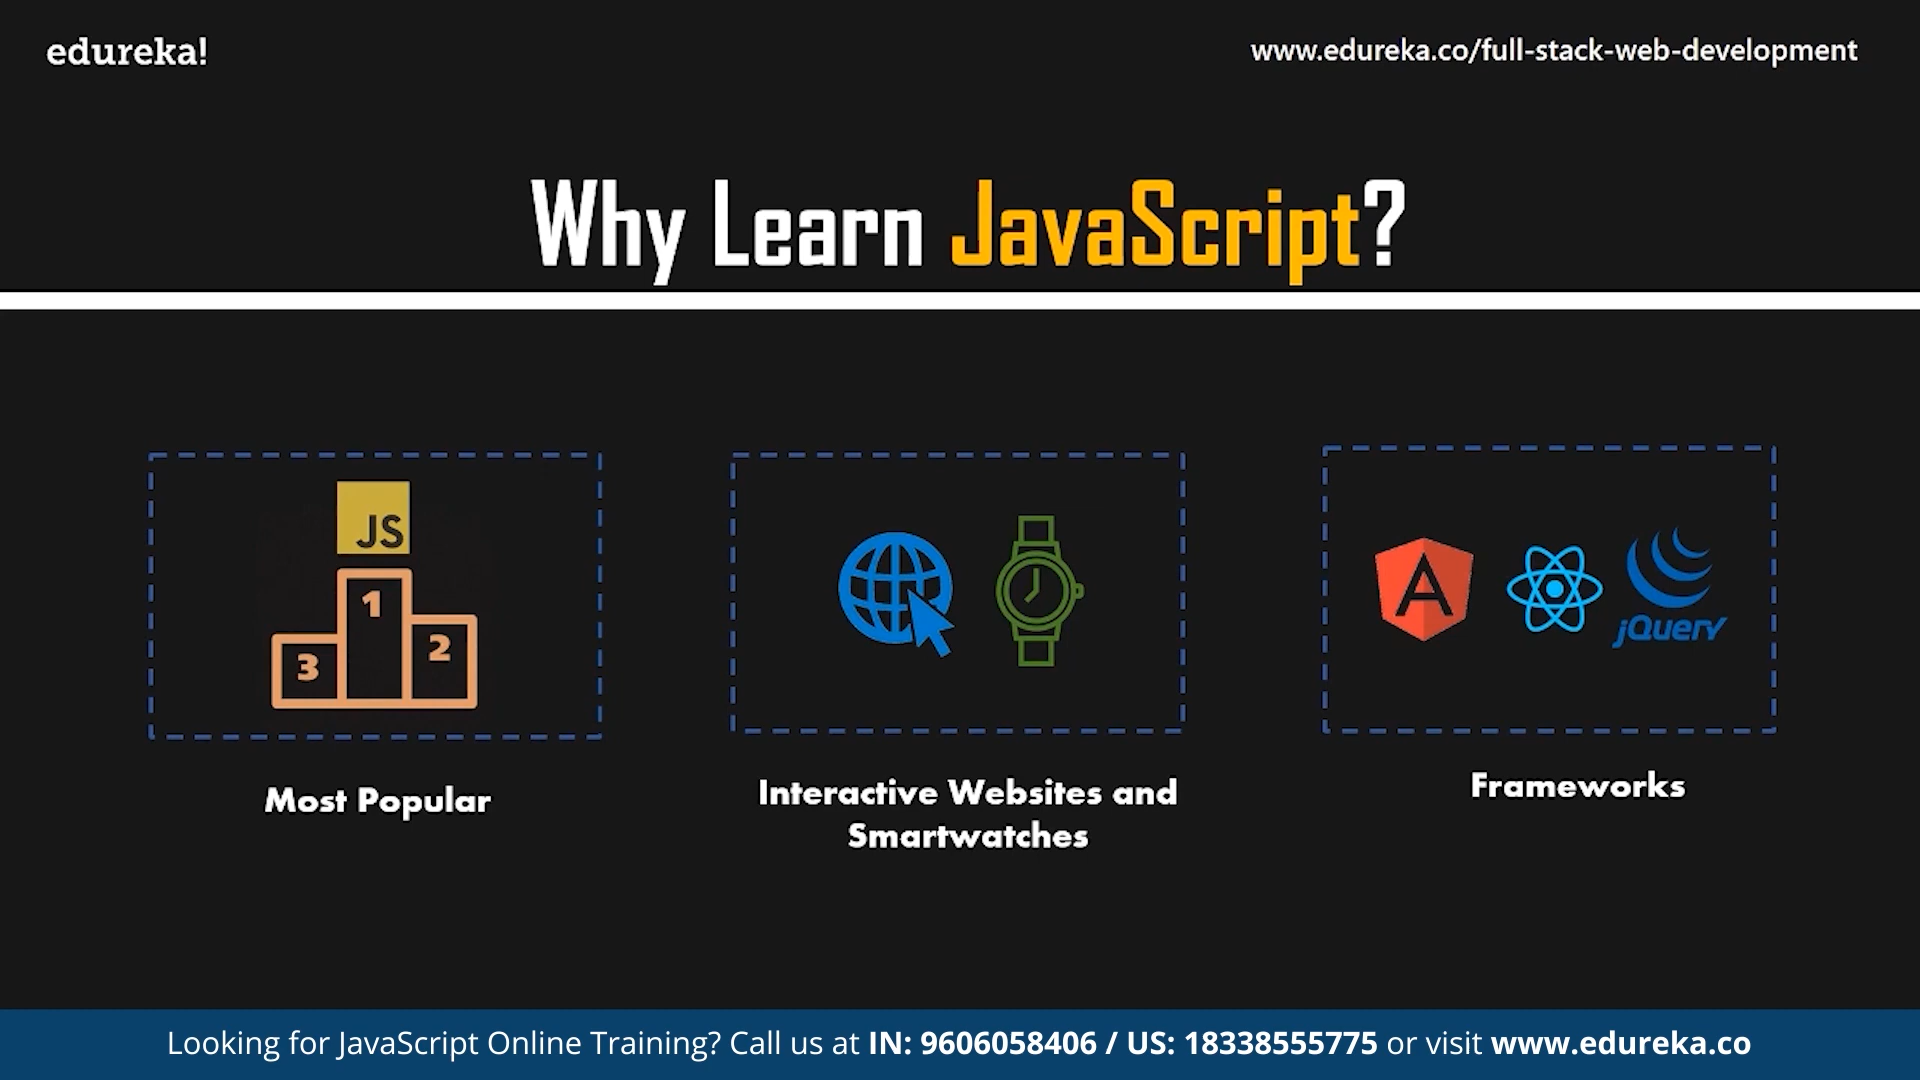 edureka!
www.edureka.co/full-stack-web-development
Why Learn JavaScript?
JS
1
2
3
A
jQuery
Most Popular
Interactive Websites and
Smartwatches
Frameworks
Looking for JavaScript Online Training? Call us at IN: 9606058406 / US: 18338555775 or visit www.edureka.co